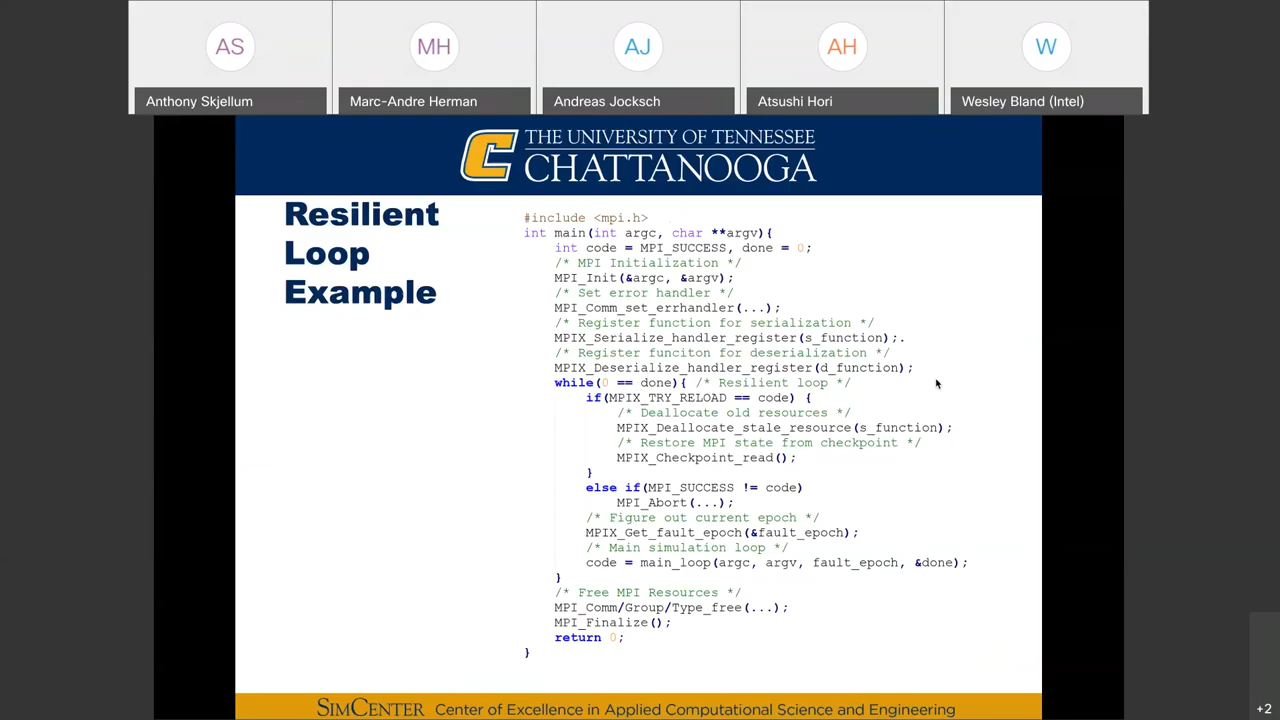 AS
MH
AJ
AH
W
Anthony Skjellum
Marc-Andre Herman
Andreas Jocksch
Atsushi Hori
Wesley Bland (Intel)
C
THE UNIVERSITY OF TENNESSEE
CHATTANOOGA
Resilient
Loop
Example
#include <mpi.h>
int main(int argc, char **argv){
    int code = MPI_SUCCESS, done = 0;
    /* MPI Initialization */
    MPI_Init(&argc, &argv);
    /* Set error handler */
    MPI_Comm_set_errhandler(...);
    /* Register function for serialization */
    MPIX_Serialize_handler_register(s_function);.
    /* Register funciton for deserialization */
    MPIX_Deserialize_handler_register(d_function);
    while(0 == done){ /* Resilient loop */
        if(MPIX_TRY_RELOAD == code) {
            /* Deallocate old resources */
            MPIX_Deallocate_stale_resource(s_function);
            /* Restore MPI state from checkpoint */
            MPIX_Checkpoint_read();
        }
        else if(MPI_SUCCESS != code)
            MPI_Abort(...);
        /* Figure out current epoch */
        MPIX_Get_fault_epoch(&fault_epoch);
        /* Main simulation loop */
        code = main_loop(argc, argv, fault_epoch, &done);
    }
    /* Free MPI Resources */
    MPI_Comm/Group/Type_free(...);
    MPI_Finalize();
    return 0;
}
SIMCENTER Center of Excellence in Applied Computational Science and Engineering
+2